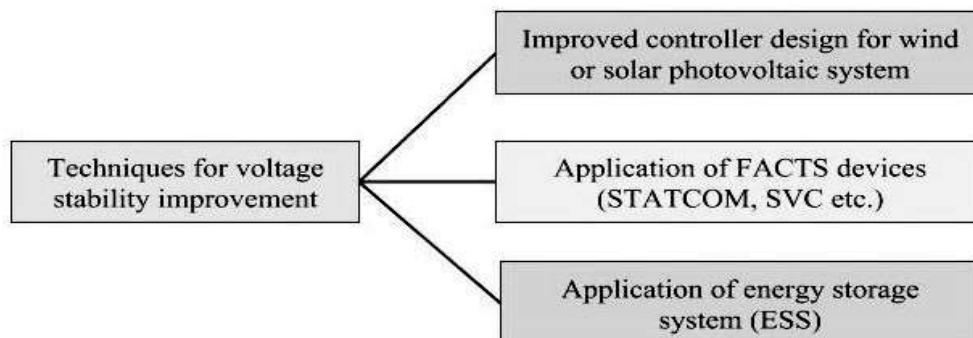 Improved controller design for wind
or solar photovoltaic system
Techniques for voltage
stability improvement
Application of FACTS devices
(STATCOM, SVC etc.)
Application of energy storage
system (ESS)